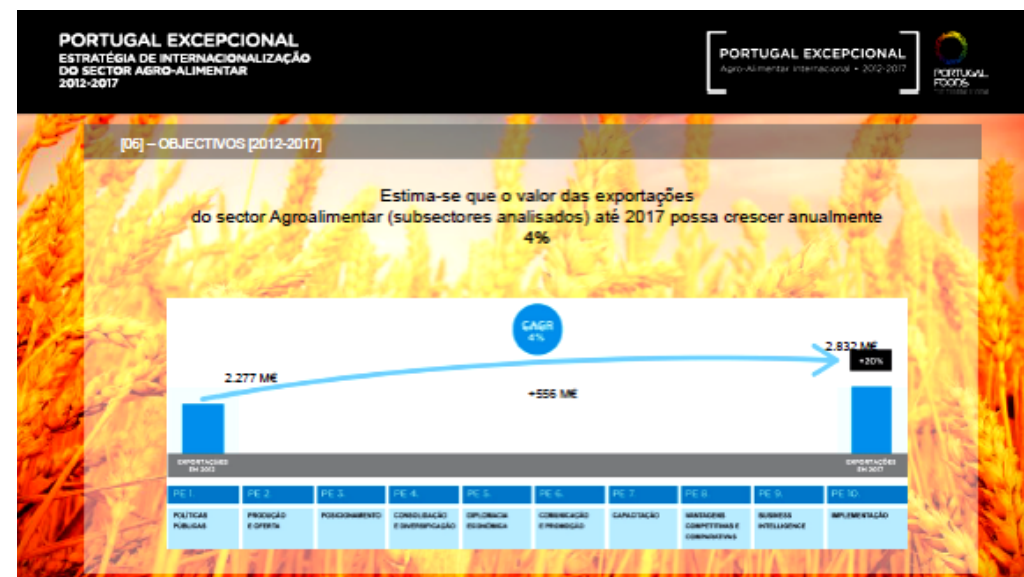 PORTUGAL EXCEPCIONAL
ESTRATÉGIA DE INTERNACIONALIZAÇÃO
DO SECTOR AGRO-ALIMENTAR
2012-2017
PORTUGAL EXCEPCIONAL
Agro-Alimentar Internacional • 2012-2017
PORTUGAL
FOODS
[06] – OBJECTIVOS [2012-2017]
Estima-se que o valor das exportações
do sector Agroalimentar (subsectores analisados) até 2017 possa crescer anualmente
4%
CAGR
4%
2.832 M€
+20%
2.277 M€
+556 M€
EXPORTAÇÕES
EM 2012
EXPORTAÇÕES
EM 2017
PE 1. PE 2. PE 3. PE 4. PE 5. PE 6. PE 7. PE 8. PE 9. PE 10.
POLÍTICAS PRODUÇÃO POSICIONAMENTO CONSOLIDAÇÃO DIPLOMACIA COMUNICAÇÃO CAPACITAÇÃO VANTAGENS BUSINESS IMPLEMENTAÇÃO
PÚBLICAS E OFERTA E DIVERSIFICAÇÃO ECONÓMICA E PROMOÇÃO COMPETITIVAS E INTELLIGENCE
COMPARATIVAS